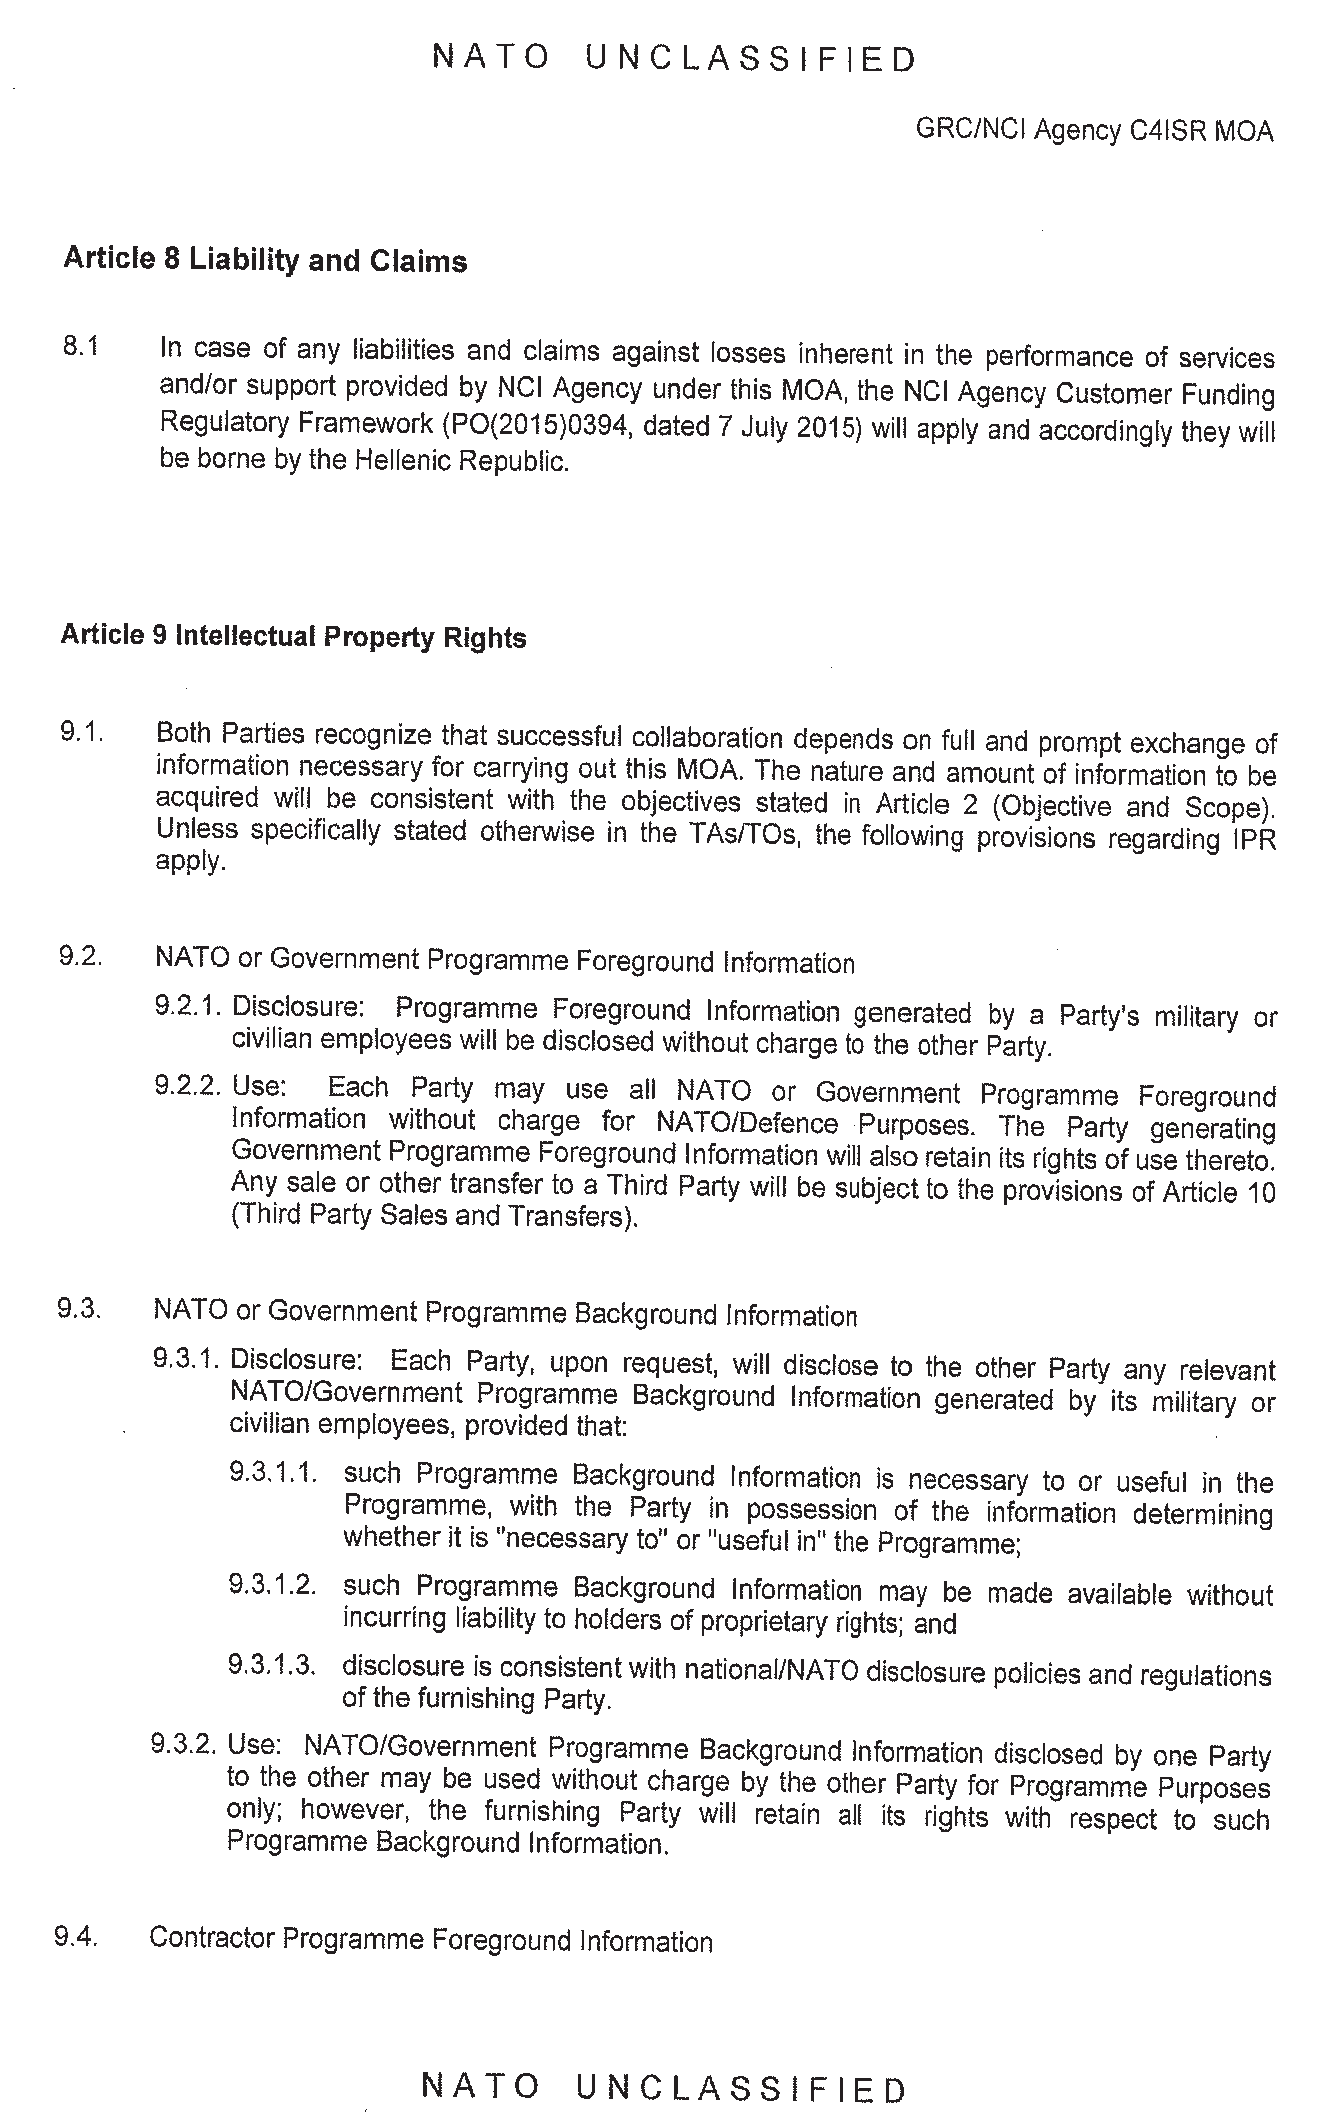 NATO UNCLASSIFIED
GRC/NCI Agency C4ISR MOA
Article 8 Liability and Claims
8.1 In case of any liabilities and claims against losses inherent in the performance of services
and/or support provided by NCI Agency under this MOA, the NCI Agency Customer Funding
Regulatory Framework (PO(2015)0394, dated 7 July 2015) will apply and accordingly they will
be borne by the Hellenic Republic.
Article 9 Intellectual Property Rights
9.1. Both Parties recognize that successful collaboration depends on full and prompt exchange of
information necessary for carrying out this MOA. The nature and amount of information to be
acquired will be consistent with the objectives stated in Article 2 (Objective and Scope).
Unless specifically stated otherwise in the TAs/TOs, the following provisions regarding IPR
apply.
9.2. NATO or Government Programme Foreground Information
9.2.1. Disclosure: Programme Foreground Information generated by a Party's military or
civilian employees will be disclosed without charge to the other Party.
9.2.2. Use: Each Party may use all NATO or Government Programme Foreground
Information without charge for NATO/Defence Purposes. The Party generating
Government Programme Foreground Information will also retain its rights of use thereto.
Any sale or other transfer to a Third Party will be subject to the provisions of Article 10
(Third Party Sales and Transfers).
9.3. NATO or Government Programme Background Information
9.3.1. Disclosure: Each Party, upon request, will disclose to the other Party any relevant
NATO/Government Programme Background Information generated by its military or
civilian employees, provided that:
9.3.1.1. such Programme Background Information is necessary to or useful in the
Programme, with the Party in possession of the information determining
whether it is "necessary to" or "useful in" the Programme;
9.3.1.2. such Programme Background Information may be made available without
incurring liability to holders of proprietary rights; and
9.3.1.3. disclosure is consistent with national/NATO disclosure policies and regulations
of the furnishing Party.
9.3.2. Use: NATO/Government Programme Background Information disclosed by one Party
to the other may be used without charge by the other Party for Programme Purposes
only; however, the furnishing Party will retain all its rights with respect to such
Programme Background Information.
9.4. Contractor Programme Foreground Information
NATO UNCLASSIFIED